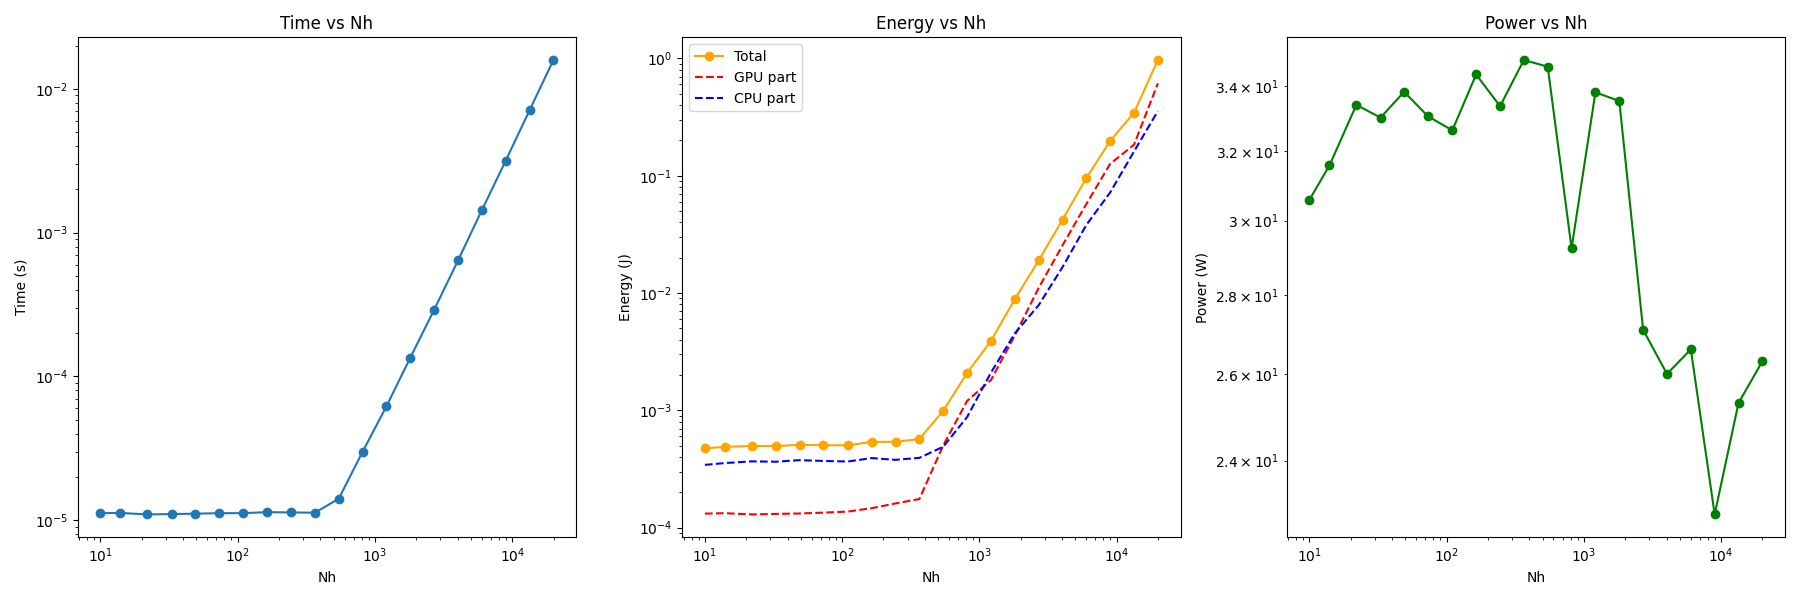 Time vs Nh
Time (s)
10⁻²
10⁻³
10⁻⁴
10⁻⁵
10¹ 10² 10³ 10⁴
Nh
Energy vs Nh
Total
GPU part
CPU part
Energy (J)
10⁰
10⁻¹
10⁻²
10⁻³
10⁻⁴
10¹ 10² 10³ 10⁴
Nh
Power vs Nh
Power (W)
3.4 × 10¹
3.2 × 10¹
3 × 10¹
2.8 × 10¹
2.6 × 10¹
2.4 × 10¹
10¹ 10² 10³ 10⁴
Nh